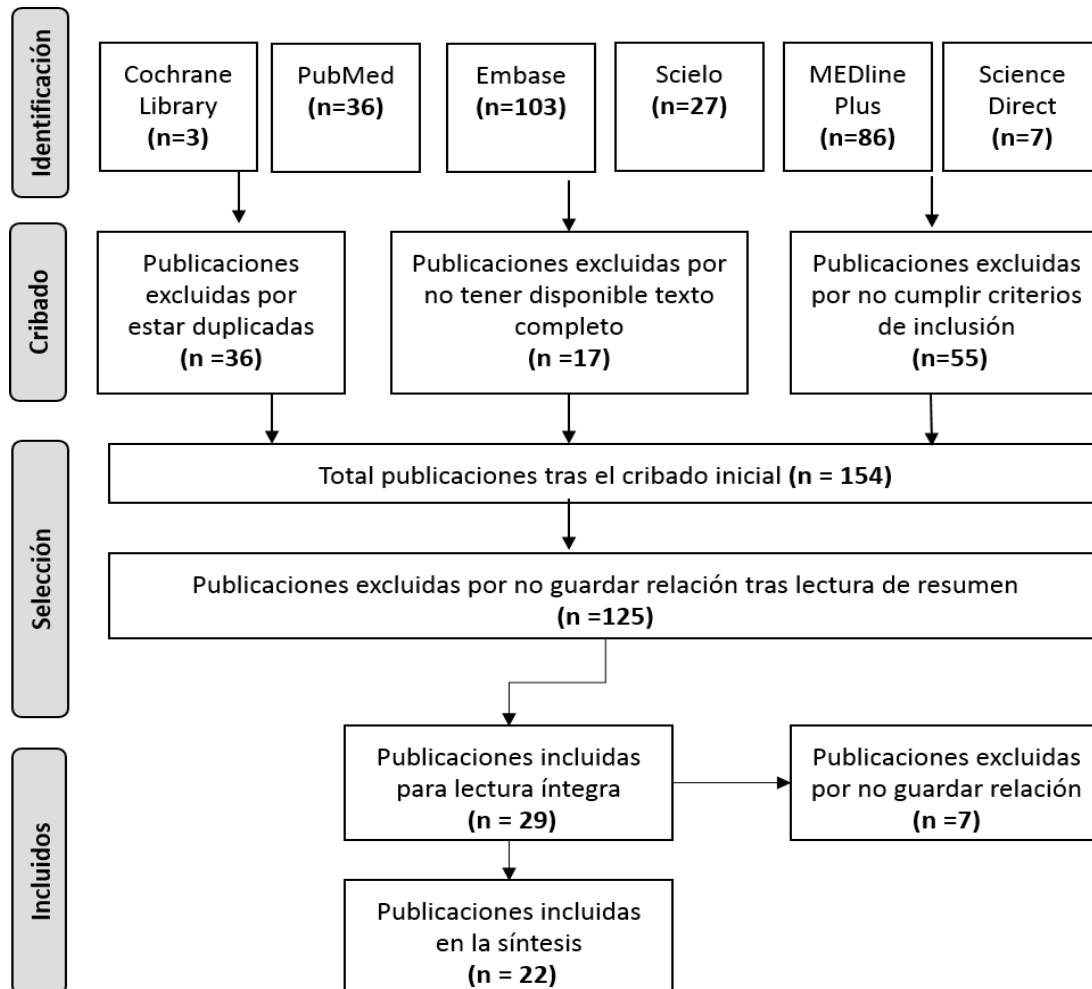 Identificación
Cochrane
Library
(n=3)
PubMed
(n=36)
Embase
(n=103)
Scielo
(n=27)
MEDline
Plus
(n=86)
Science
Direct
(n=7)
Cribado
Publicaciones
excluidas por
estar duplicadas
(n =36)
Publicaciones excluidas por
no tener disponible texto
completo
(n =17)
Publicaciones excluidas
por no cumplir criterios
de inclusión
(n=55)
Selección
Total publicaciones tras el cribado inicial (n = 154)
Publicaciones excluidas por no guardar relación tras lectura de resumen
(n =125)
Incluidos
Publicaciones incluidas
para lectura íntegra
(n = 29)
Publicaciones excluidas
por no guardar relación
(n =7)
Publicaciones incluidas
en la síntesis
(n = 22)